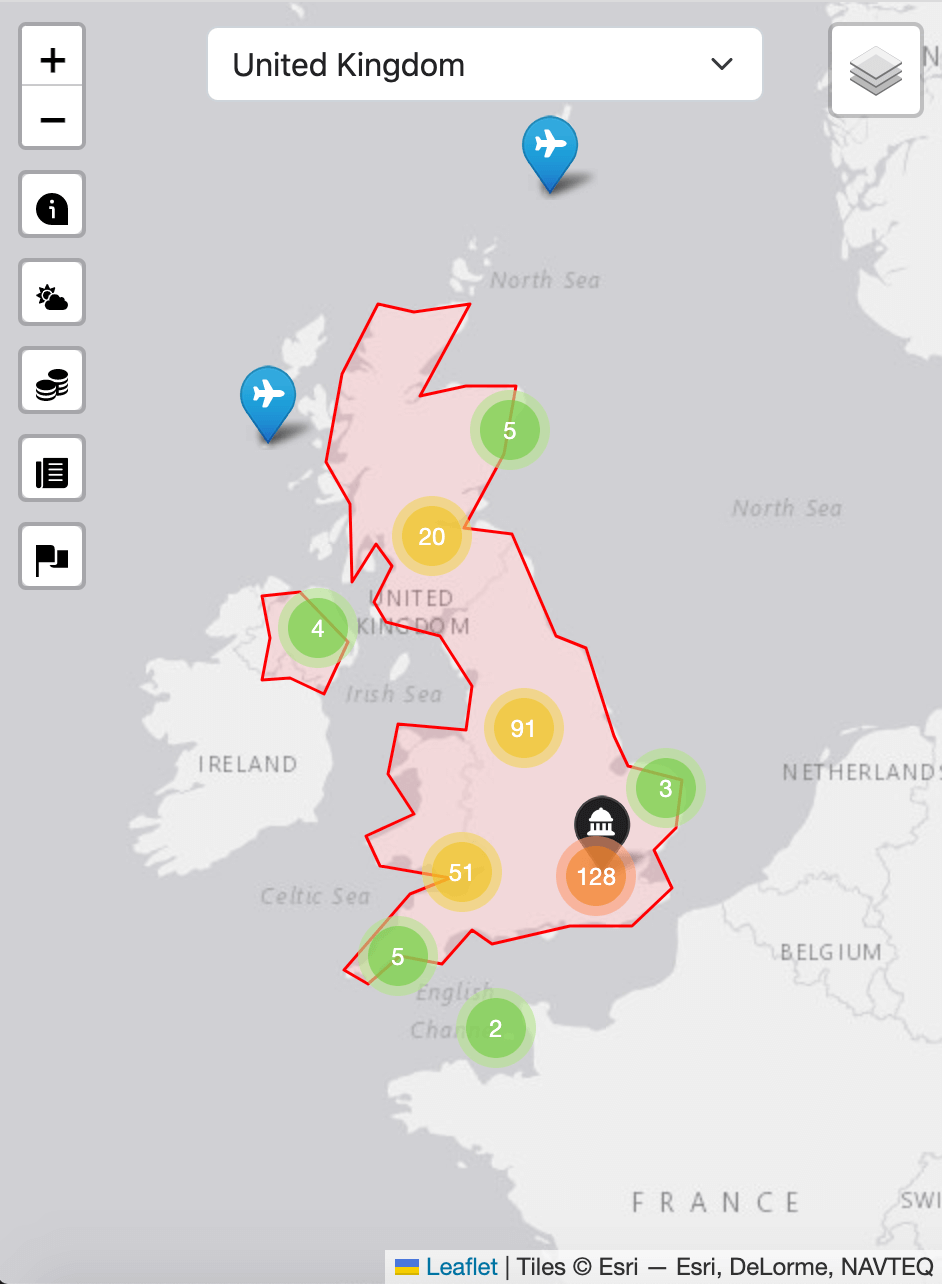 +
United Kingdom
−
North Sea
5
North Sea
20
UNITED
KINGDOM
4
Irish Sea
91
IRELAND
NETHERLANDS
3
51
128
Celtic Sea
BELGIUM
5
English
Channel
2
FRANCE
SWI
Leaflet | Tiles © Esri — Esri, DeLorme, NAVTEQ